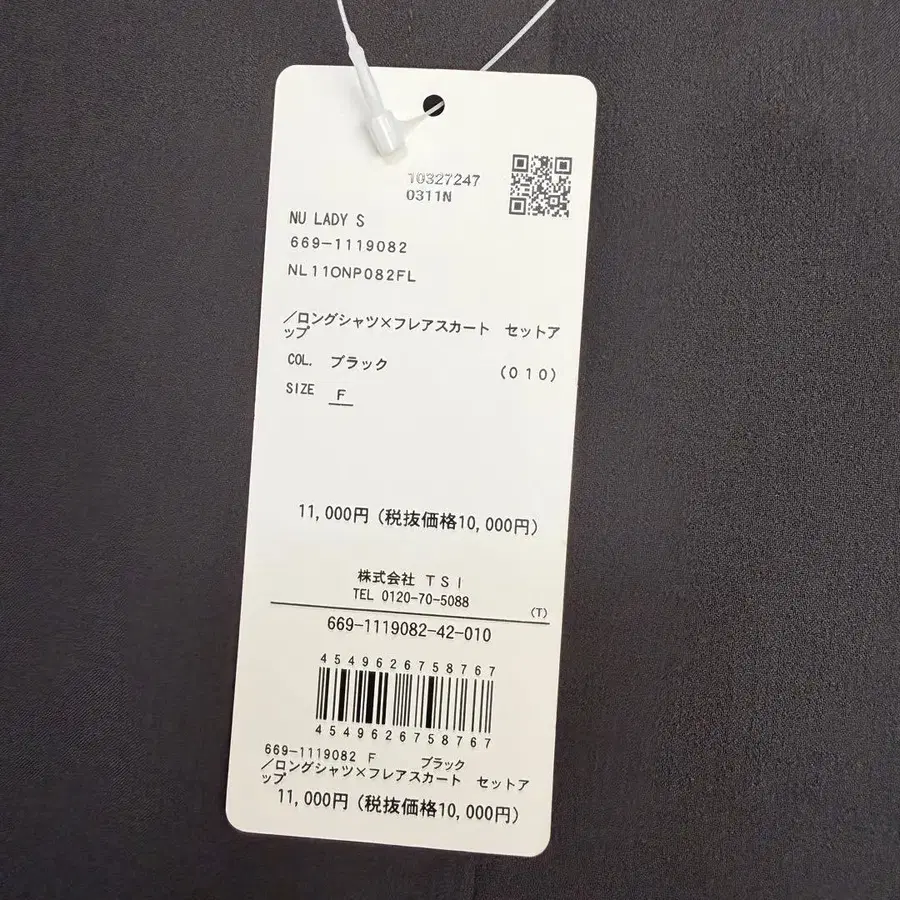 10327247
0311N
NU LADY S
669-1119082
NL11ONP082FL
／ロングシャツ×フレアスカート　セットア
ップ
COL. ブラック （０１０）
SIZE F
11,000円（税抜価格10,000円）
株式会社 ＴＳＩ
TEL 0120-70-5088
(T)
669-1119082-42-010
4549626758767
4549626758767
669-1119082 F ブラック
／ロングシャツ×フレアスカート　セットア
ップ
11,000円（税抜価格10,000円）